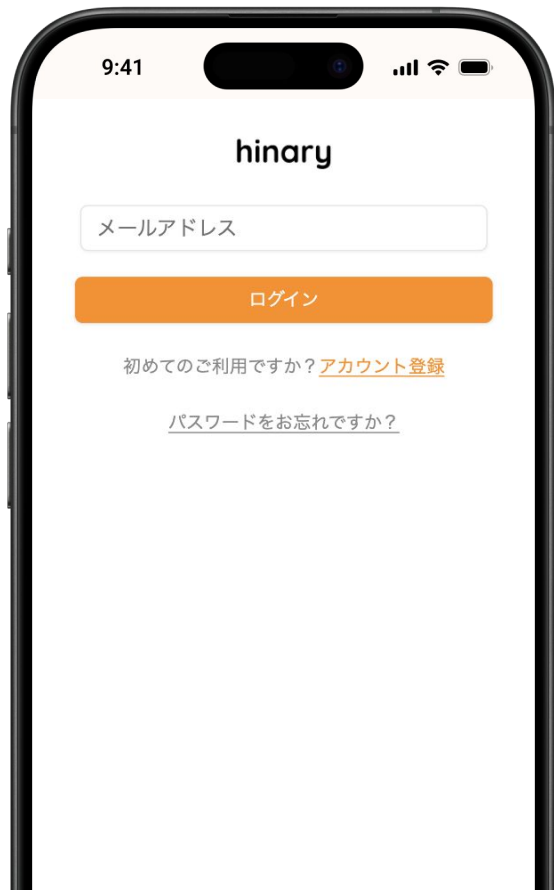 9:41
hinary
メールアドレス
ログイン
初めてのご利用ですか？アカウント登録
パスワードをお忘れですか？